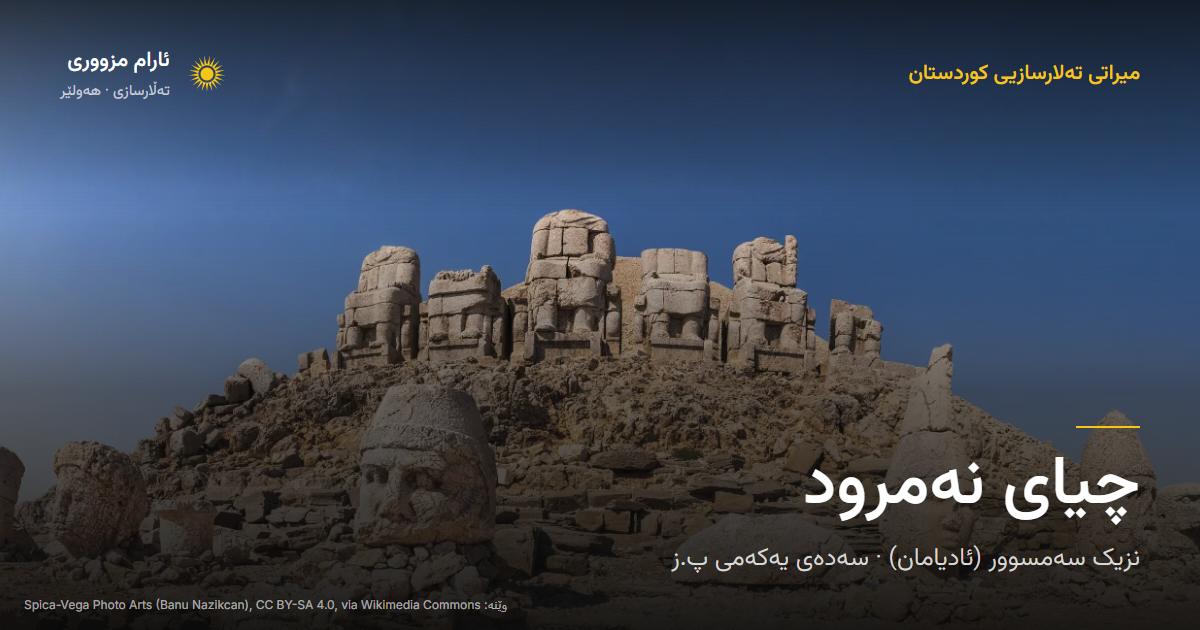 میراتی تەلارسازیی کوردستان
ئارام مزووری
تەڵارسازی · هەولێر
چیای نەمرود
نزیک سەمسوور (ئادیامان) · سەدەی یەکەمی پ.ز
وێنە: Spica-Vega Photo Arts (Banu Nazikcan), CC BY-SA 4.0, via Wikimedia Commons